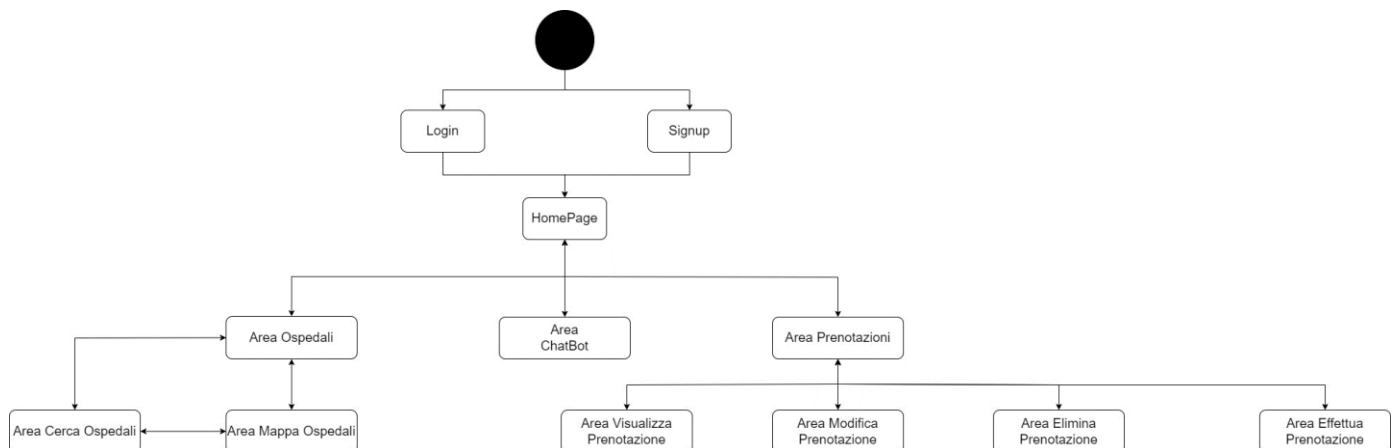 Login
Signup
HomePage
Area Ospedali
Area
ChatBot
Area Prenotazioni
Area Cerca Ospedali
Area Mappa Ospedali
Area Visualizza
Prenotazione
Area Modifica
Prenotazione
Area Elimina
Prenotazione
Area Effettua
Prenotazione